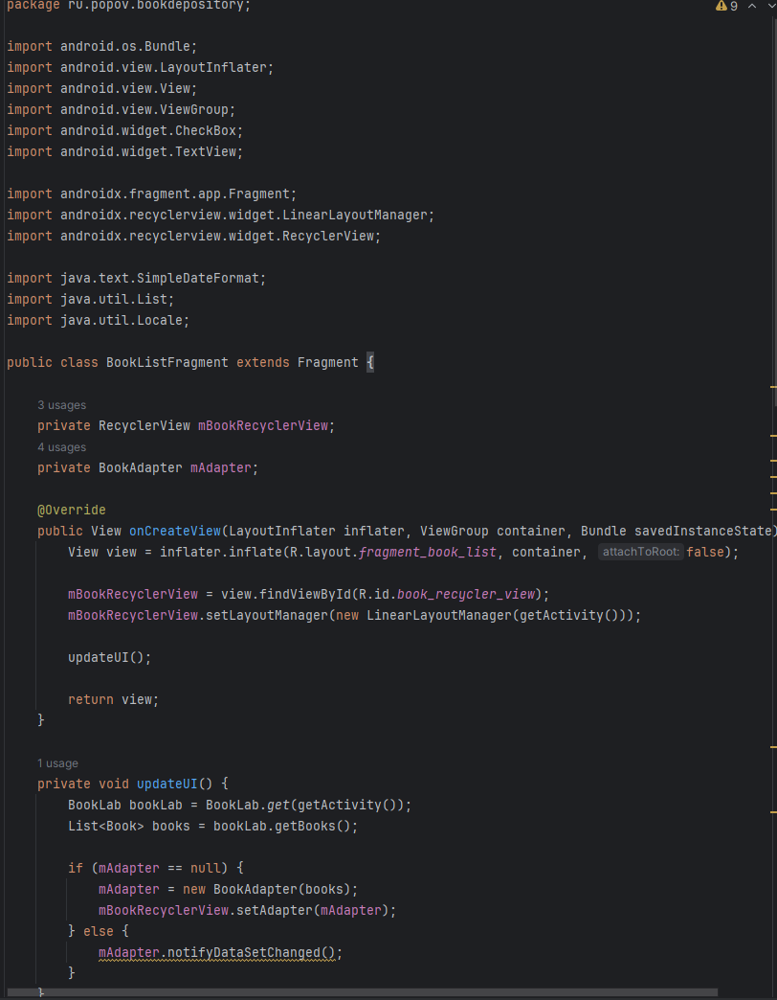 package ru.popov.bookdepository;
9
import android.os.Bundle;
import android.view.LayoutInflater;
import android.view.View;
import android.view.ViewGroup;
import android.widget.CheckBox;
import android.widget.TextView;
import androidx.fragment.app.Fragment;
import androidx.recyclerview.widget.LinearLayoutManager;
import androidx.recyclerview.widget.RecyclerView;
import java.text.SimpleDateFormat;
import java.util.List;
import java.util.Locale;
public class BookListFragment extends Fragment {
3 usages
private RecyclerView mBookRecyclerView;
4 usages
private BookAdapter mAdapter;
@Override
public View onCreateView(LayoutInflater inflater, ViewGroup container, Bundle savedInstanceState)
View view = inflater.inflate(R.layout.fragment_book_list, container, attachToRoot: false);
mBookRecyclerView = view.findViewById(R.id.book_recycler_view);
mBookRecyclerView.setLayoutManager(new LinearLayoutManager(getActivity()));
updateUI();
return view;
}
1 usage
private void updateUI() {
BookLab bookLab = BookLab.get(getActivity());
List<Book> books = bookLab.getBooks();
if (mAdapter == null) {
mAdapter = new BookAdapter(books);
mBookRecyclerView.setAdapter(mAdapter);
} else {
mAdapter.notifyDataSetChanged();
}
}